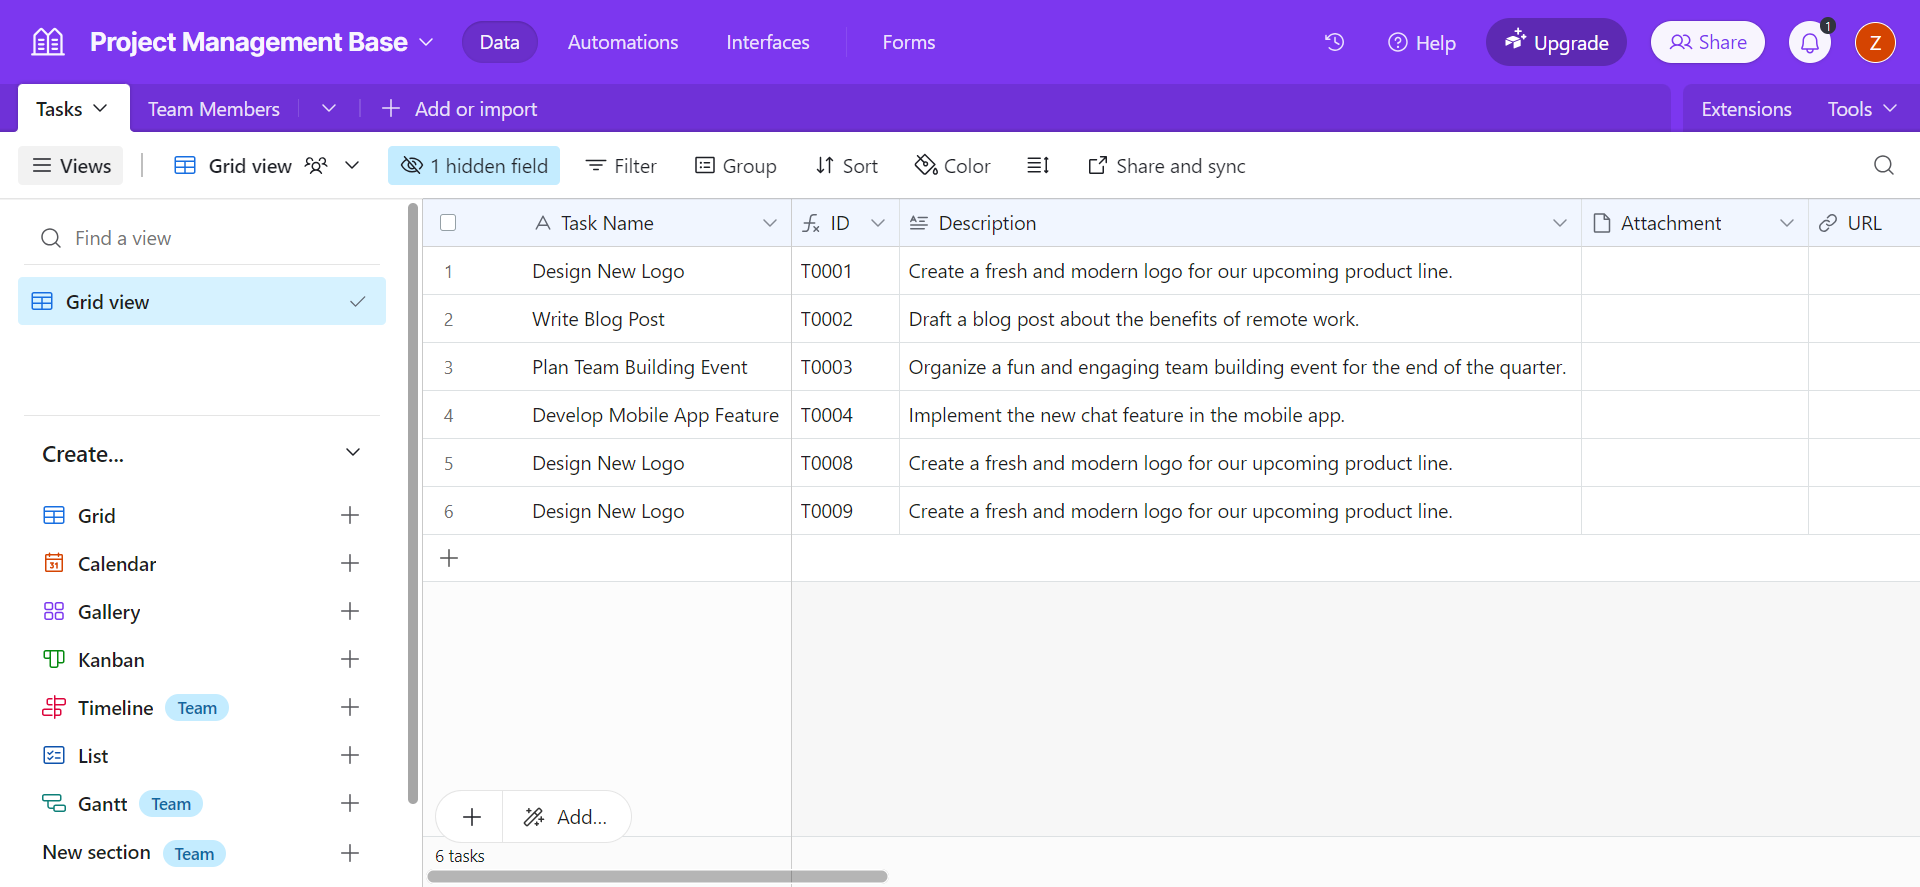 Project Management Base
Data
Automations
Interfaces
Forms
Help
Upgrade
Share
1
Z
Tasks
Team Members
Add or import
Extensions
Tools
Views
Grid view
1 hidden field
Filter
Group
Sort
Color
Share and sync
Find a view
Grid view
Create...
Grid
31
Calendar
Gallery
Kanban
Timeline Team
List
Gantt Team
New section Team
Task Name ID Description Attachment URL
1 Design New Logo T0001 Create a fresh and modern logo for our upcoming product line.
2 Write Blog Post T0002 Draft a blog post about the benefits of remote work.
3 Plan Team Building Event T0003 Organize a fun and engaging team building event for the end of the quarter.
4 Develop Mobile App Feature T0004 Implement the new chat feature in the mobile app.
5 Design New Logo T0008 Create a fresh and modern logo for our upcoming product line.
6 Design New Logo T0009 Create a fresh and modern logo for our upcoming product line.
Add...
6 tasks